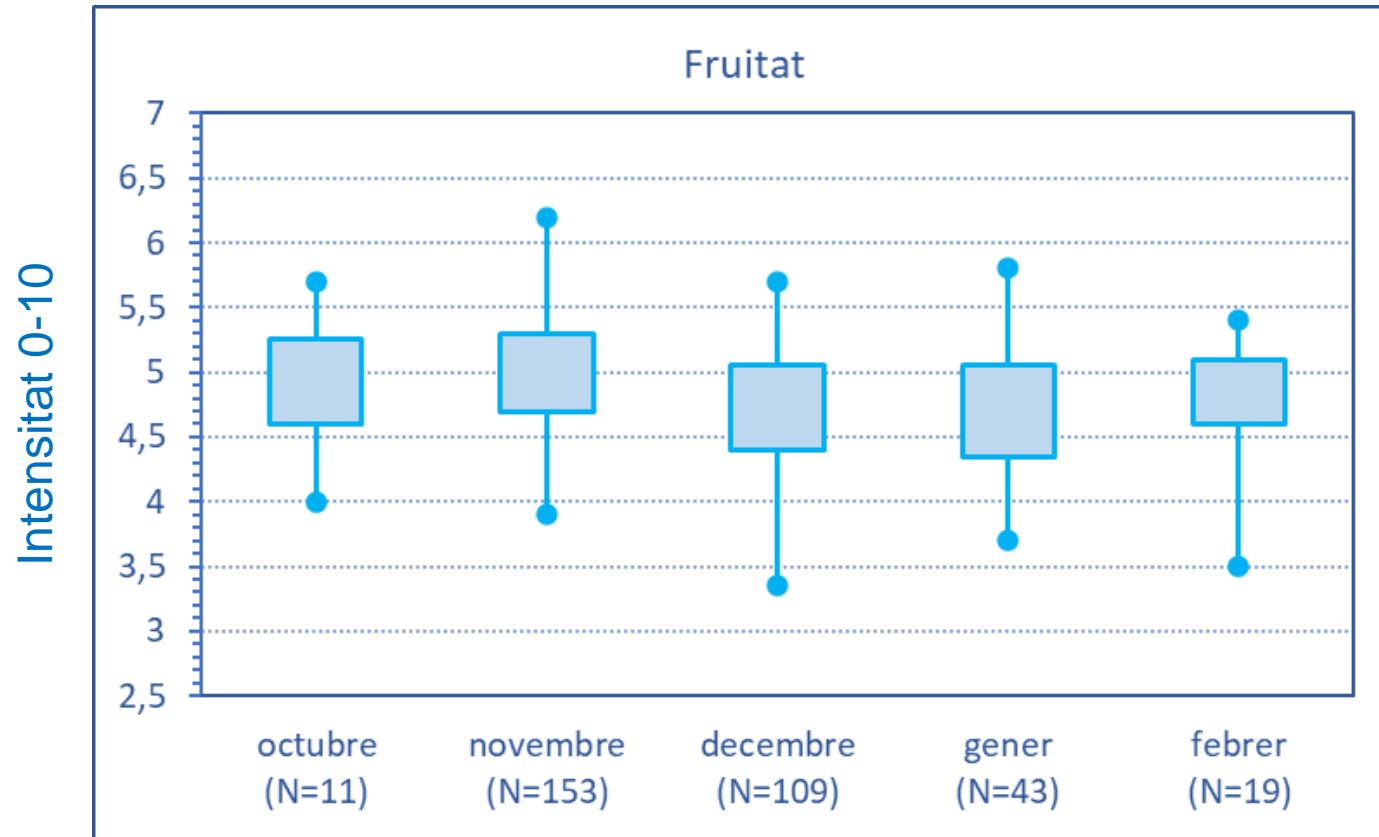 Fruitat
Intensitat 0-10
7
6,5
6
5,5
5
4,5
4
3,5
3
2,5
octubre
(N=11)
novembre
(N=153)
decembre
(N=109)
gener
(N=43)
febrer
(N=19)